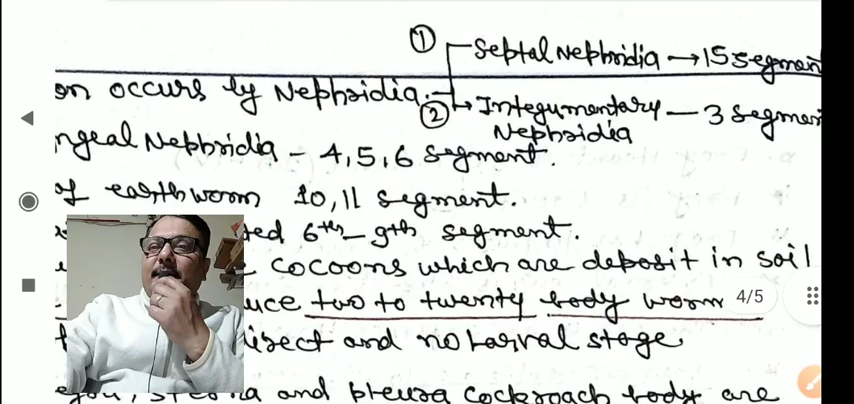 ① Septal Nephridia → 15 segment
on occurs by Nephridia.
② Integumentary — 3 Segmen
Nephridia
ngeal Nephridia - 4, 5, 6 segment.
of earthworm 10, 11 segment.
ted 6th - 9th segment.
cocoons which are deposit in soil
uce two to twenty body worm
4/5
direct and no larval stage.
and pleura cockroach body are